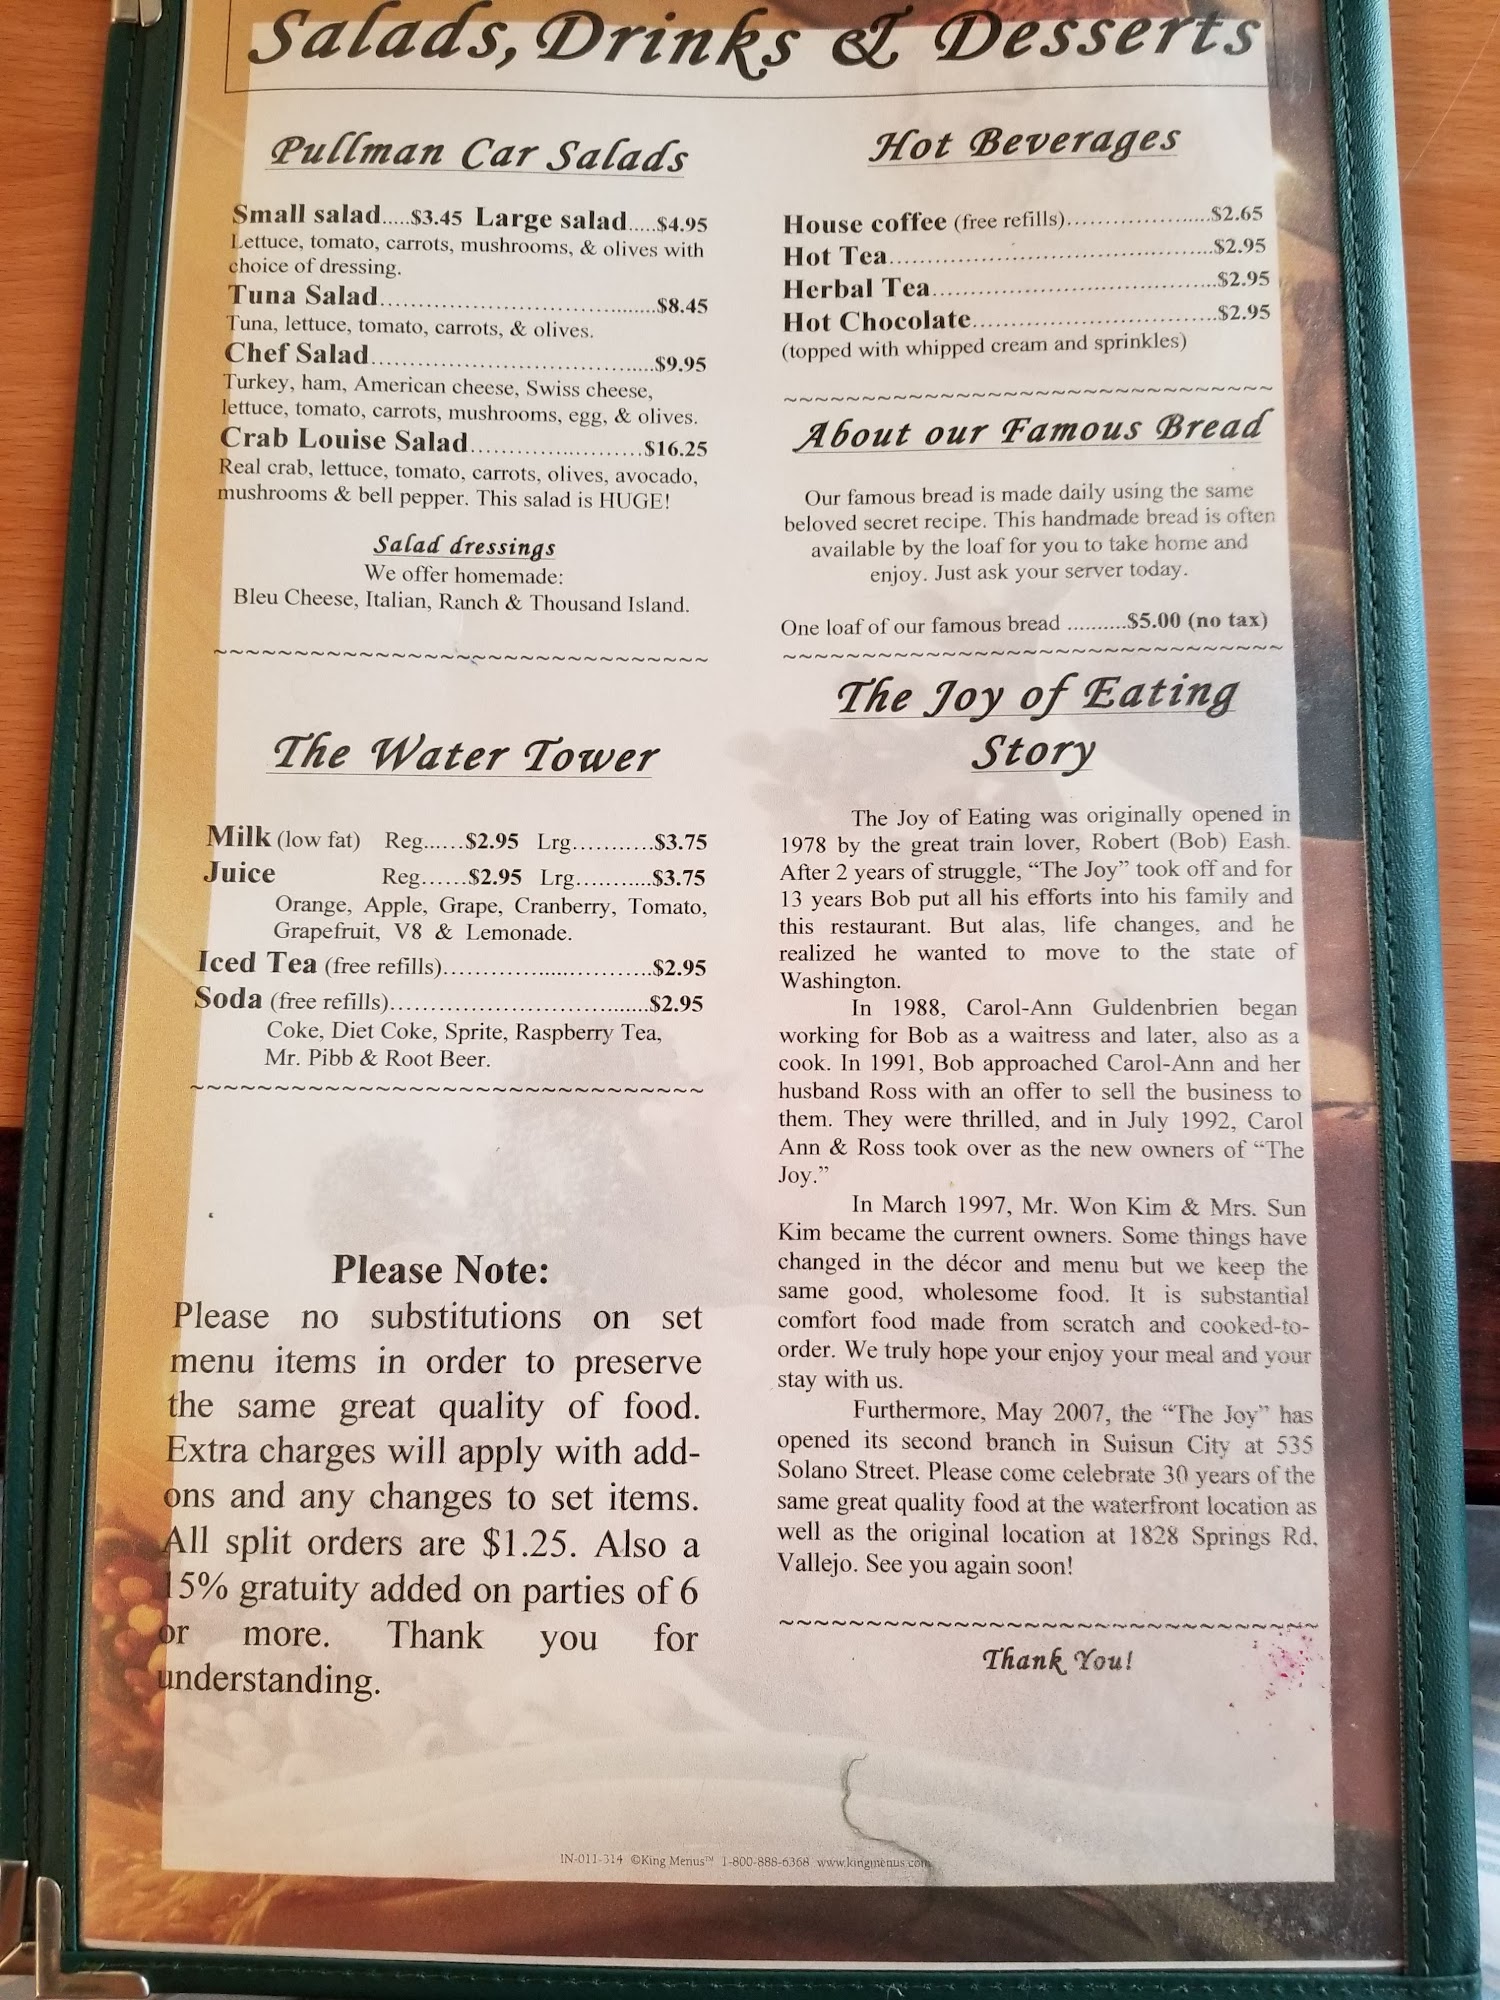 Salads, Drinks & Desserts
Pullman Car Salads
Small salad.....$3.45 Large salad.....$4.95
Lettuce, tomato, carrots, mushrooms, & olives with
choice of dressing.
Tuna Salad........................................$8.45
Tuna, lettuce, tomato, carrots, & olives.
Chef Salad........................................$9.95
Turkey, ham, American cheese, Swiss cheese,
lettuce, tomato, carrots, mushrooms, egg, & olives.
Crab Louise Salad.........................$16.25
Real crab, lettuce, tomato, carrots, olives, avocado,
mushrooms & bell pepper. This salad is HUGE!
Salad dressings
We offer homemade:
Bleu Cheese, Italian, Ranch & Thousand Island.
~~~~~~~~~~~~~~~~~~~~~~~~~~~~~~
The Water Tower
Milk (low fat) Reg......$2.95 Lrg...........$3.75
Juice Reg......$2.95 Lrg...........$3.75
Orange, Apple, Grape, Cranberry, Tomato,
Grapefruit, V8 & Lemonade.
Iced Tea (free refills).............................$2.95
Soda (free refills)....................................$2.95
Coke, Diet Coke, Sprite, Raspberry Tea,
Mr. Pibb & Root Beer.
~~~~~~~~~~~~~~~~~~~~~~~~~~~~~~
Please Note:
Please no substitutions on set
menu items in order to preserve
the same great quality of food.
Extra charges will apply with add-
ons and any changes to set items.
All split orders are $1.25. Also a
15% gratuity added on parties of 6
or more. Thank you for
understanding.
Hot Beverages
House coffee (free refills)....................$2.65
Hot Tea..............................................$2.95
Herbal Tea........................................$2.95
Hot Chocolate..................................$2.95
(topped with whipped cream and sprinkles)
~~~~~~~~~~~~~~~~~~~~~~~~~~~~~~
About our Famous Bread
Our famous bread is made daily using the same
beloved secret recipe. This handmade bread is often
available by the loaf for you to take home and
enjoy. Just ask your server today.
One loaf of our famous bread ..........$5.00 (no tax)
~~~~~~~~~~~~~~~~~~~~~~~~~~~~~~
The Joy of Eating
Story
The Joy of Eating was originally opened in
1978 by the great train lover, Robert (Bob) Eash.
After 2 years of struggle, “The Joy” took off and for
13 years Bob put all his efforts into his family and
this restaurant. But alas, life changes, and he
realized he wanted to move to the state of
Washington.
In 1988, Carol-Ann Guldenbrien began
working for Bob as a waitress and later, also as a
cook. In 1991, Bob approached Carol-Ann and her
husband Ross with an offer to sell the business to
them. They were thrilled, and in July 1992, Carol
Ann & Ross took over as the new owners of “The
Joy.”
In March 1997, Mr. Won Kim & Mrs. Sun
Kim became the current owners. Some things have
changed in the décor and menu but we keep the
same good, wholesome food. It is substantial
comfort food made from scratch and cooked-to-
order. We truly hope your enjoy your meal and your
stay with us.
Furthermore, May 2007, the “The Joy” has
opened its second branch in Suisun City at 535
Solano Street. Please come celebrate 30 years of the
same great quality food at the waterfront location as
well as the original location at 1828 Springs Rd,
Vallejo. See you again soon!
~~~~~~~~~~~~~~~~~~~~~~~~~~~~~~
Thank You!
IN-011-314 ©King Menus™ 1-800-888-6368 www.kingmenus.com